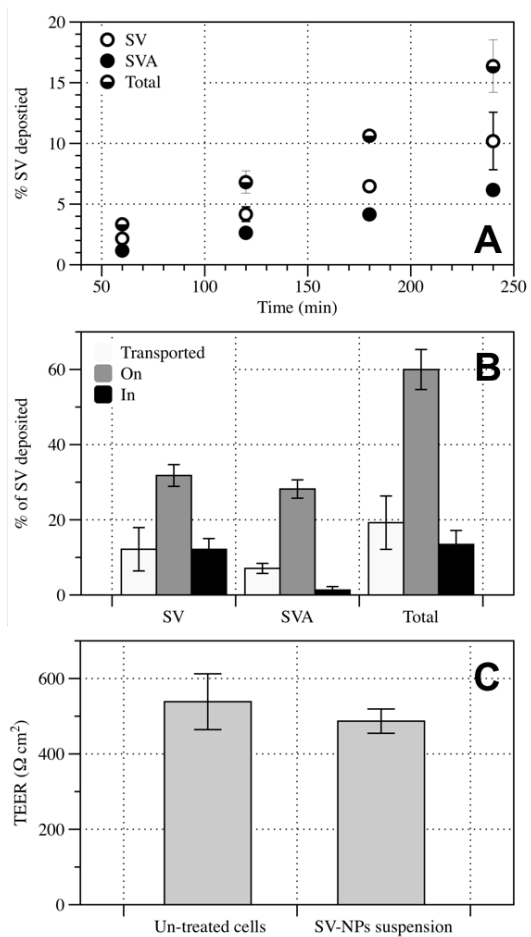 20
15
10
5
0
% SV depostied
SV
SVA
Total
A
50
100
150
200
250
Time (min)
60
40
20
0
% of SV deposited
Transported
On
In
B
SV
SVA
Total
600
400
200
0
TEER (Ω cm²)
C
Un-treated cells
SV-NPs suspension